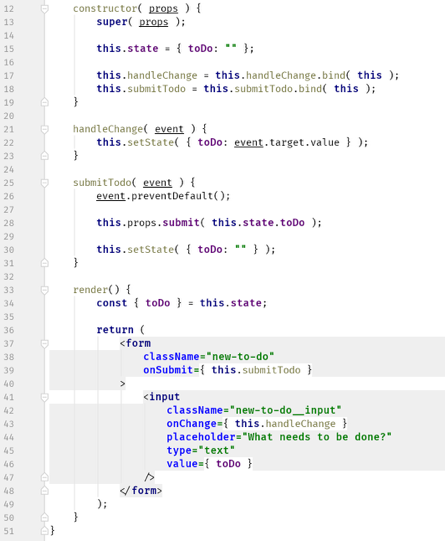 12 constructor( props ) {
13 super( props );
14
15 this.state = { toDo: "" };
16
17 this.handleChange = this.handleChange.bind( this );
18 this.submitTodo = this.submitTodo.bind( this );
19 }
20
21 handleChange( event ) {
22 this.setState( { toDo: event.target.value } );
23 }
24
25 submitTodo( event ) {
26 event.preventDefault();
27
28 this.props.submit( this.state.toDo );
29
30 this.setState( { toDo: "" } );
31 }
32
33 render() {
34 const { toDo } = this.state;
35
36 return (
37 <form
38 className="new-to-do"
39 onSubmit={ this.submitTodo }
40 >
41 <input
42 className="new-to-do__input"
43 onChange={ this.handleChange }
44 placeholder="What needs to be done?"
45 type="text"
46 value={ toDo }
47 />
48 </form>
49 );
50 }
51 }